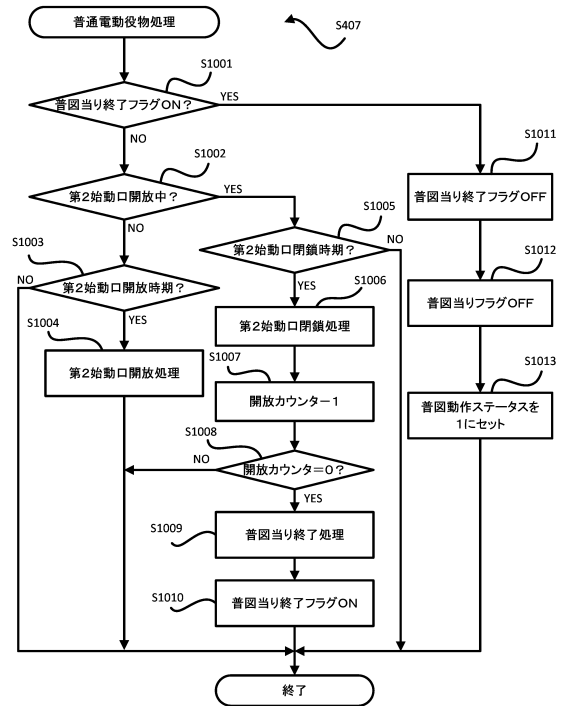 普通電動役物処理
S407
S1001
普図当り終了フラグON?
YES
NO
S1002
第2始動口開放中?
YES
NO
S1003
NO
第2始動口開放時期?
YES
S1004
第2始動口開放処理
S1005
第2始動口閉鎖時期?
NO
YES
S1006
第2始動口閉鎖処理
S1007
開放カウンター1
S1008
NO
開放カウンタ=0?
YES
S1009
普図当り終了処理
S1010
普図当り終了フラグON
S1011
普図当り終了フラグOFF
S1012
普図当りフラグOFF
S1013
普図動作ステータスを
1にセット
終了